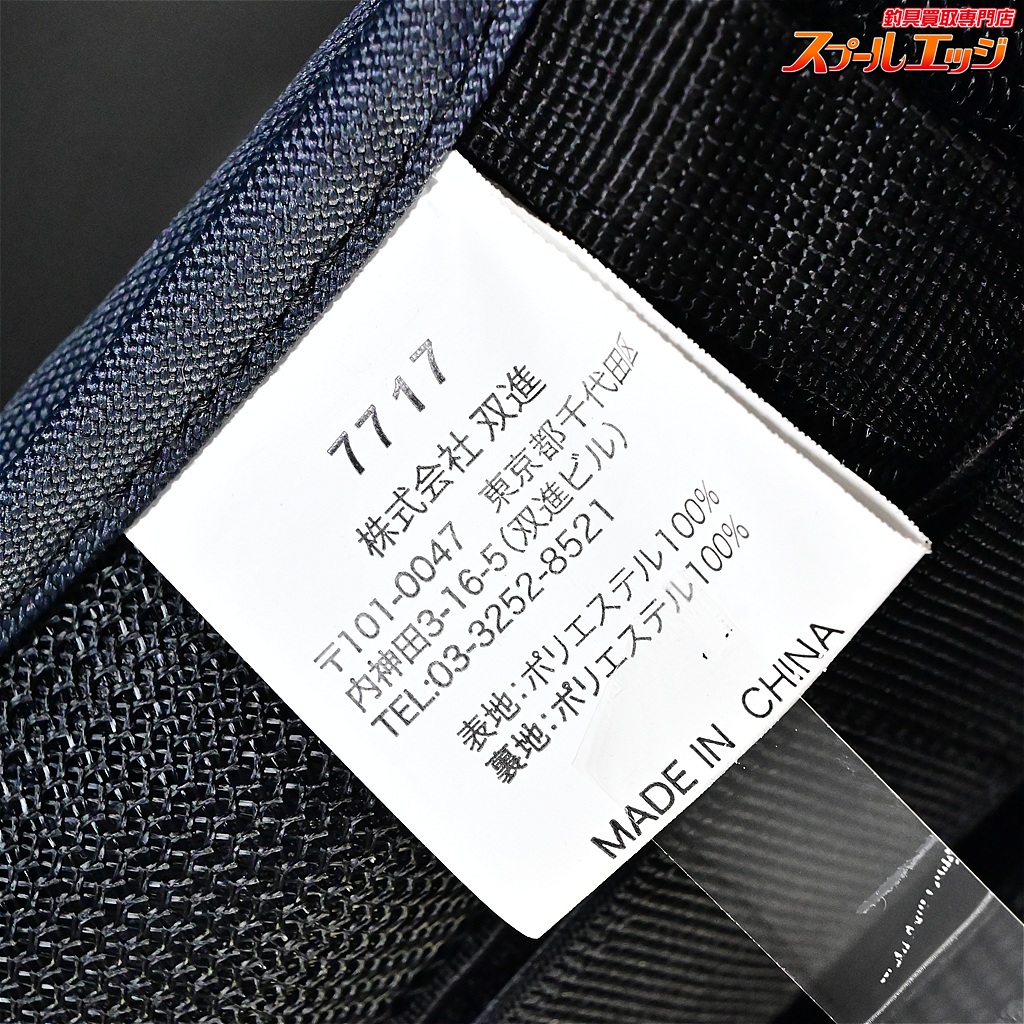 釣具買取専門店
スプールエッジ
7717
株式会社 双進
〒101-0047 東京都千代田区
内神田3-16-5(双進ビル)
TEL:03-3252-8521
表地:ポリエステル100%
裏地:ポリエステル100%
MADE IN CHINA